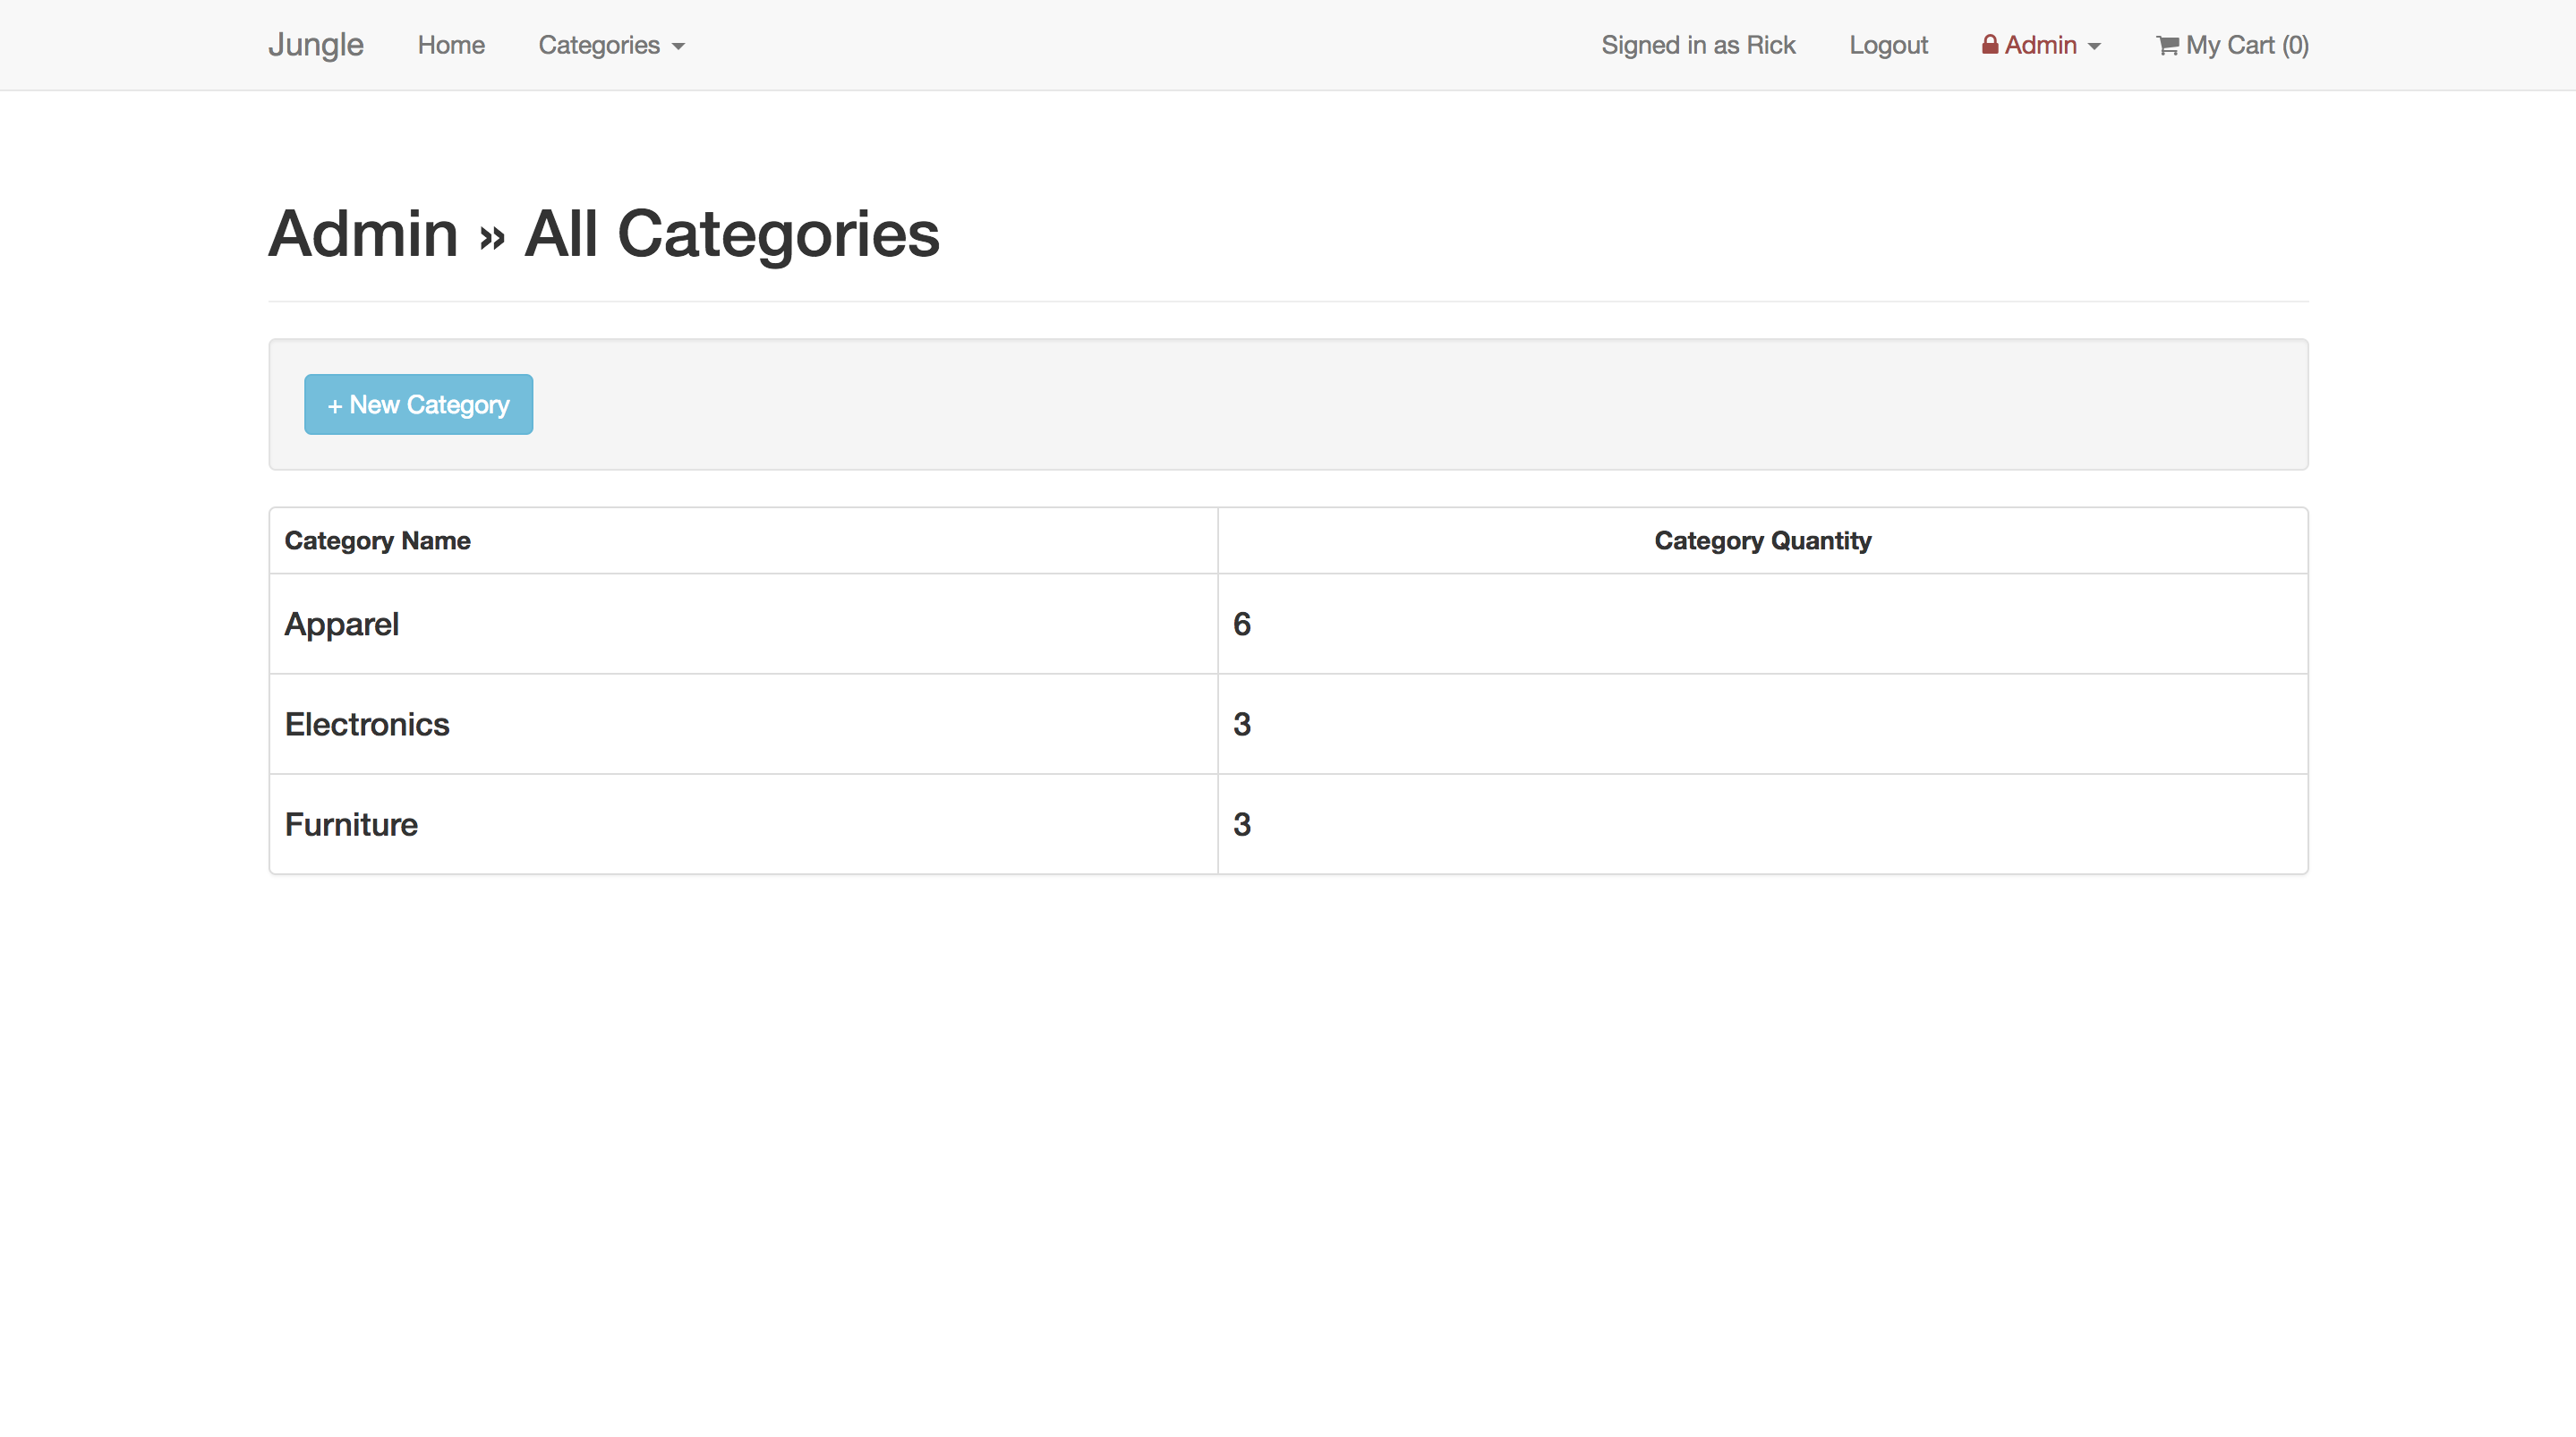 Jungle Home Categories Signed in as Rick Logout Admin My Cart (0)
Admin » All Categories
+ New Category
Category Name Category Quantity
Apparel 6
Electronics 3
Furniture 3